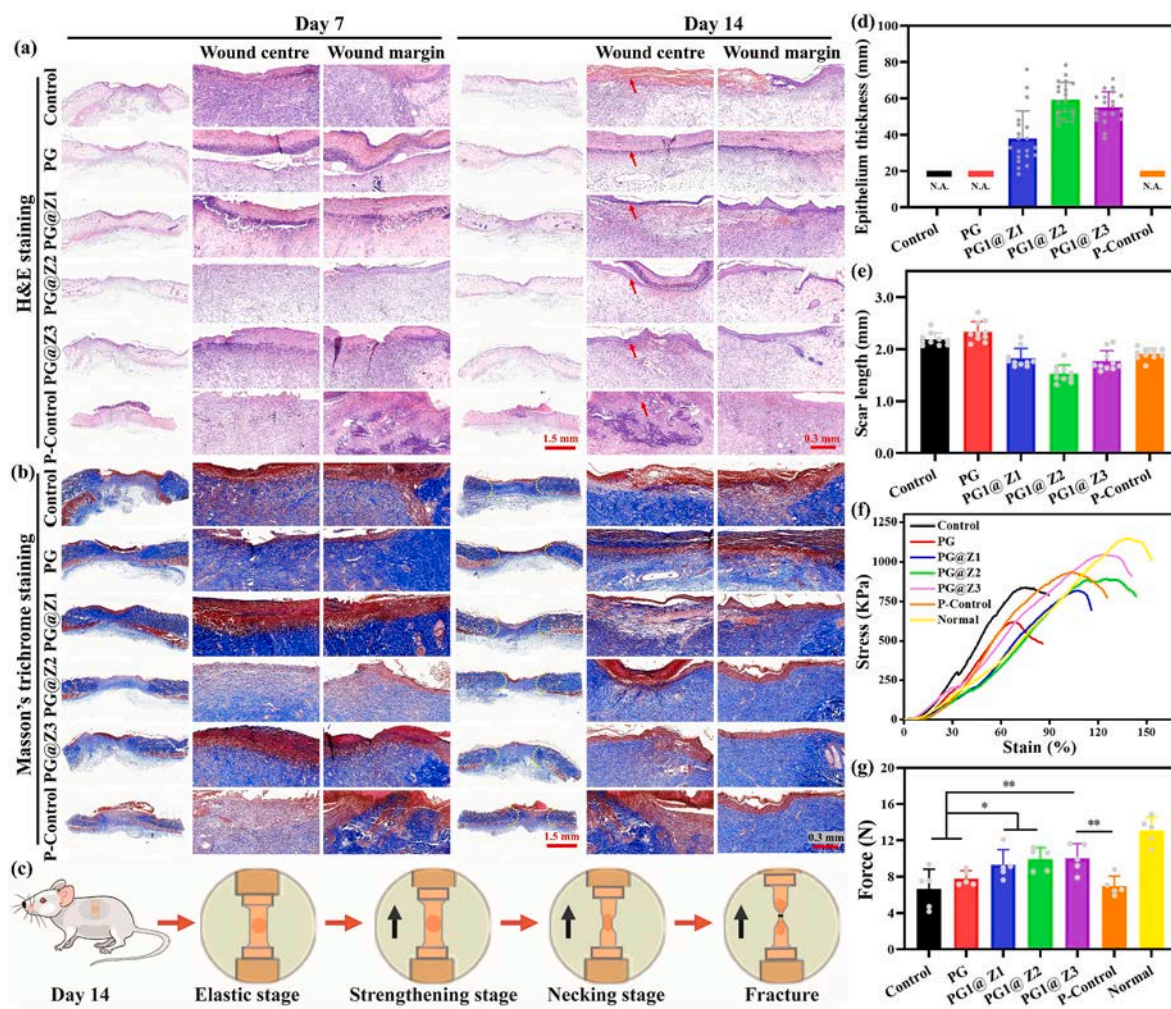 Day 7
Day 14
(a)
Wound centre
Wound margin
Wound centre
Wound margin
H&E staining
Control
PG
PG@Z1
PG@Z2
PG@Z3
P-Control
1.5 mm
0.3 mm
(b)
Masson's trichrome staining
Control
PG
PG@Z1
PG@Z2
PG@Z3
P-Control
1.5 mm
0.3 mm
(c)
Day 14
Elastic stage
Strengthening stage
Necking stage
Fracture
(d)
Epithelium thickness (mm)
100
80
60
40
20
0
N.A.
N.A.
N.A.
Control
PG
PG1@Z1
PG1@Z2
PG1@Z3
P-Control
(e)
Scar length (mm)
3.0
2.0
1.0
0.0
Control
PG
PG1@Z1
PG1@Z2
PG1@Z3
P-Control
(f)
Stress (KPa)
1250
1000
750
500
250
0
Control
PG
PG@Z1
PG@Z2
PG@Z3
P-Control
Normal
0
30
60
90
120
150
Stain (%)
(g)
Force (N)
20
16
12
8
4
0
**
*
**
Control
PG
PG1@Z1
PG1@Z2
PG1@Z3
P-Control
Normal